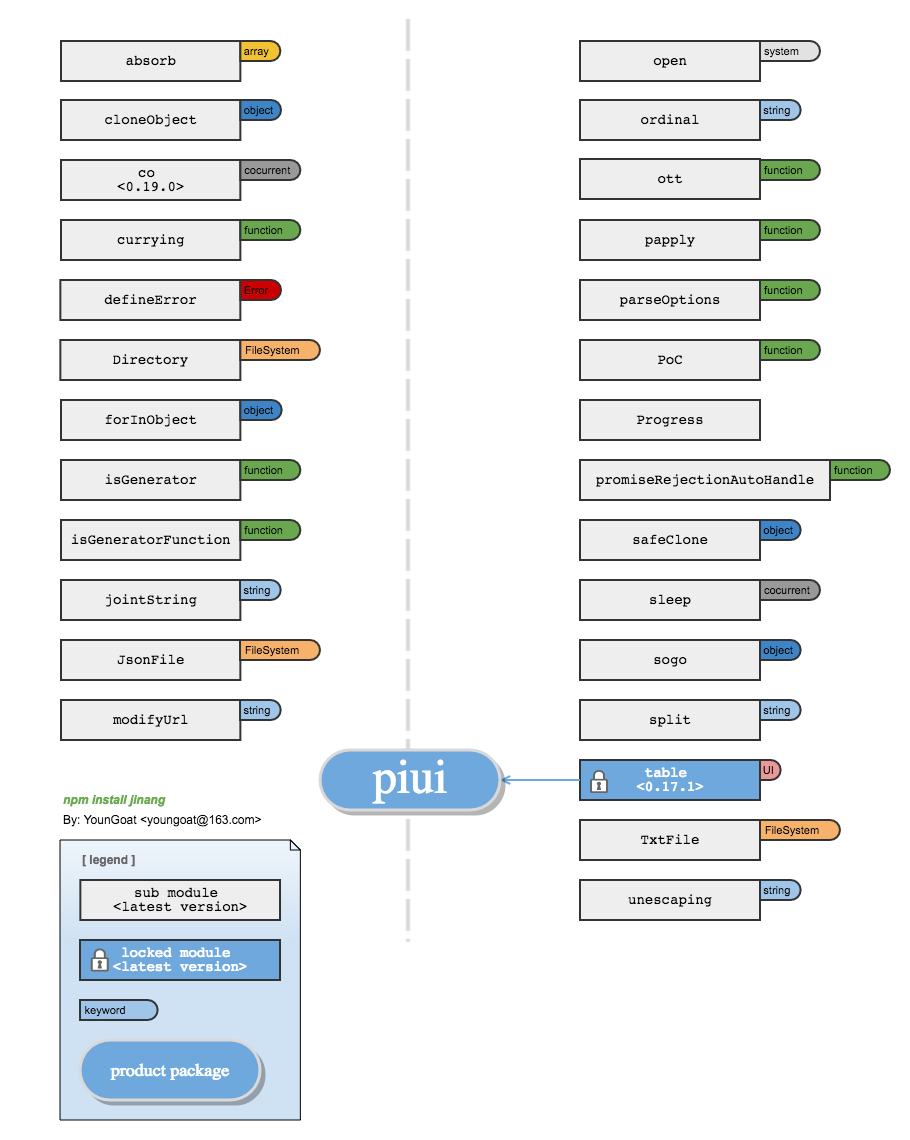 absorb
array
cloneObject
object
co
<0.19.0>
cocurrent
currying
function
defineError
Error
Directory
FileSystem
forInObject
object
isGenerator
function
isGeneratorFunction
function
jointString
string
JsonFile
FileSystem
modifyUrl
string
open
system
ordinal
string
ott
function
papply
function
parseOptions
function
PoC
function
Progress
promiseRejectionAutoHandle
function
safeClone
object
sleep
cocurrent
sogo
object
split
string
piui
table
<0.17.1>
UI
TxtFile
FileSystem
unescaping
string
npm install jinang
By: YounGoat <youngoat@163.com>
[ legend ]
sub module
<latest version>
locked module
<latest version>
keyword
product package